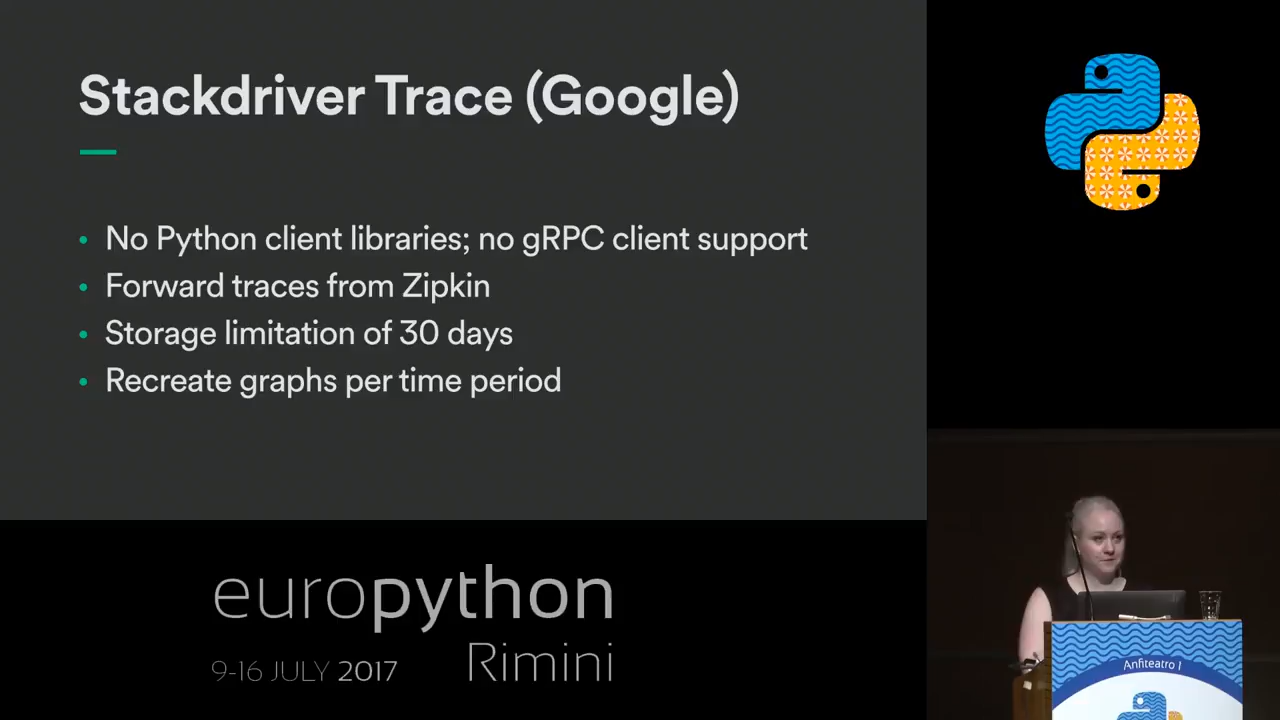 Stackdriver Trace (Google)
• No Python client libraries; no gRPC client support
• Forward traces from Zipkin
• Storage limitation of 30 days
• Recreate graphs per time period
europython
9-16 JULY 2017
Rimini
Anfiteatro I